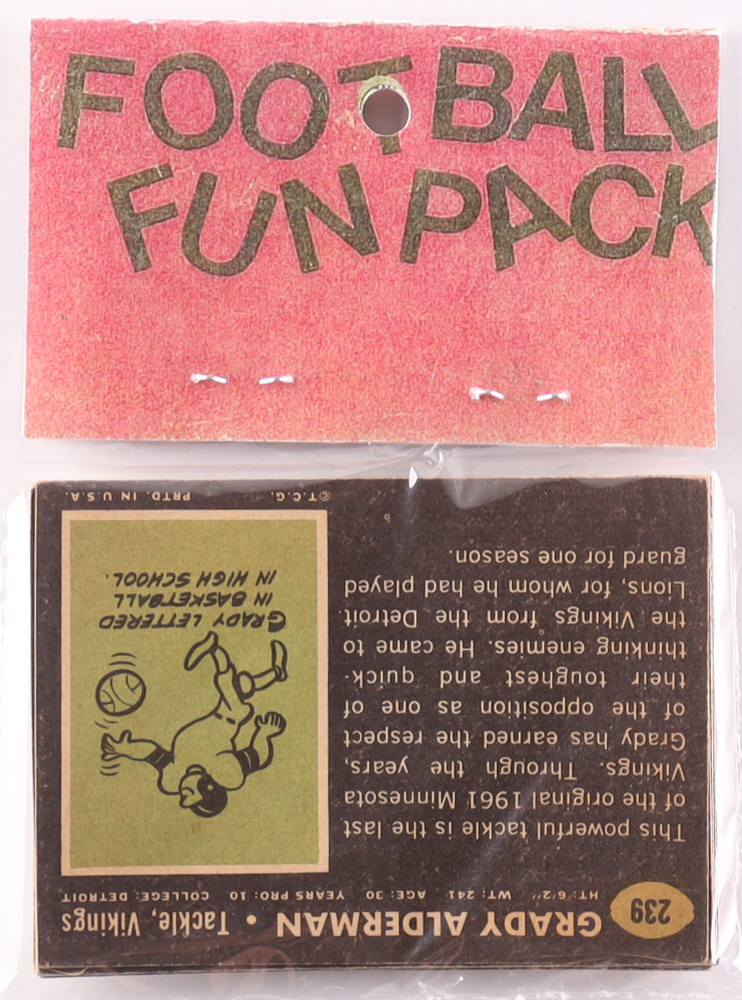 FOOTBALL
FUN PACK
239
GRADY ALDERMAN • Tackle, Vikings
HT: 6'2" WT: 241 AGE: 30 YEARS PRO: 10 COLLEGE: DETROIT
This powerful tackle is the last
of the original 1961 Minnesota
Vikings. Through the years,
Grady has earned the respect
of the opposition as one of
their toughest and quick-
thinking enemies. He came to
the Vikings from the Detroit
Lions, for whom he had played
guard for one season.
GRADY LETTERED
IN BASKETBALL
IN HIGH SCHOOL.
©T.C.G. PRTD. IN U.S.A.